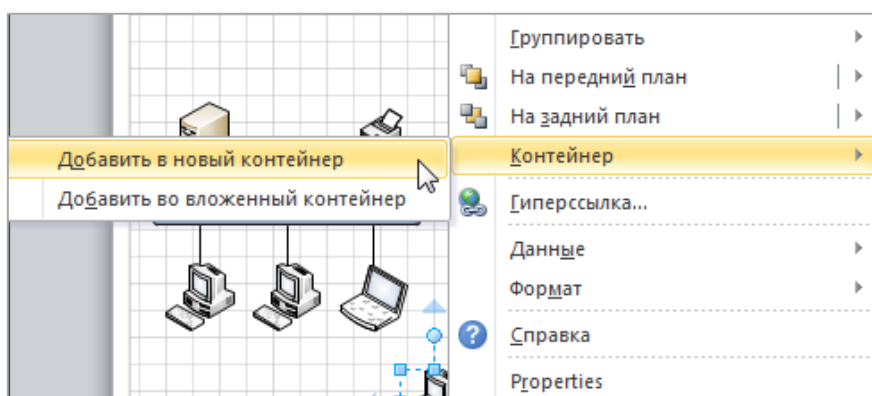 Группировать
На передний план
На задний план
Контейнер
Добавить в новый контейнер
Добавить во вложенный контейнер
Гиперссылка...
Данные
Формат
?
Справка
Properties